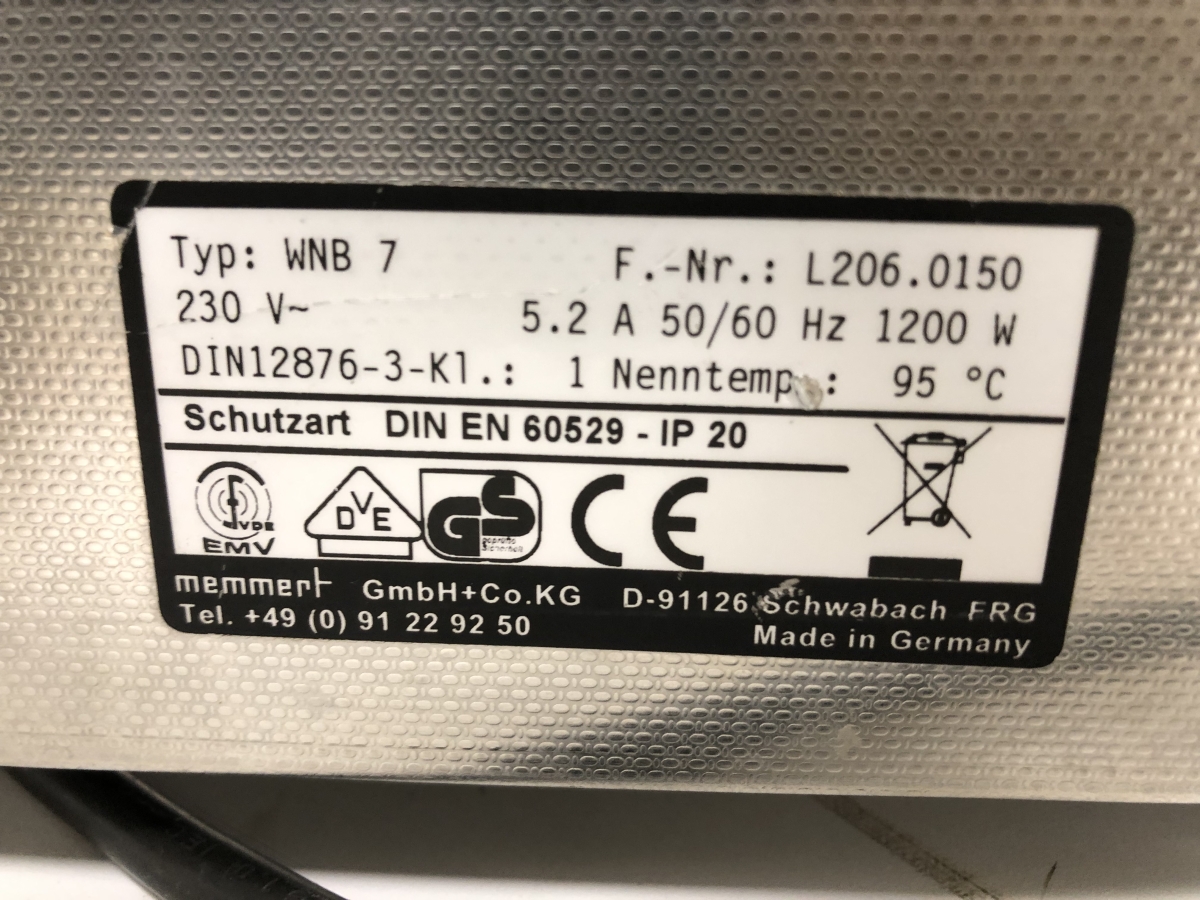 Typ: WNB 7 F.-Nr.: L206.0150
230 V~ 5.2 A 50/60 Hz 1200 W
DIN12876-3-Kl.: 1 Nenntemp.: 95 °C
Schutzart DIN EN 60529 - IP 20
VDE
EMV
DVE
GS
geprüfte
Sicherheit
CE
memmert GmbH+Co.KG D-91126 Schwabach FRG
Tel. +49 (0) 91 22 92 50
Made in Germany